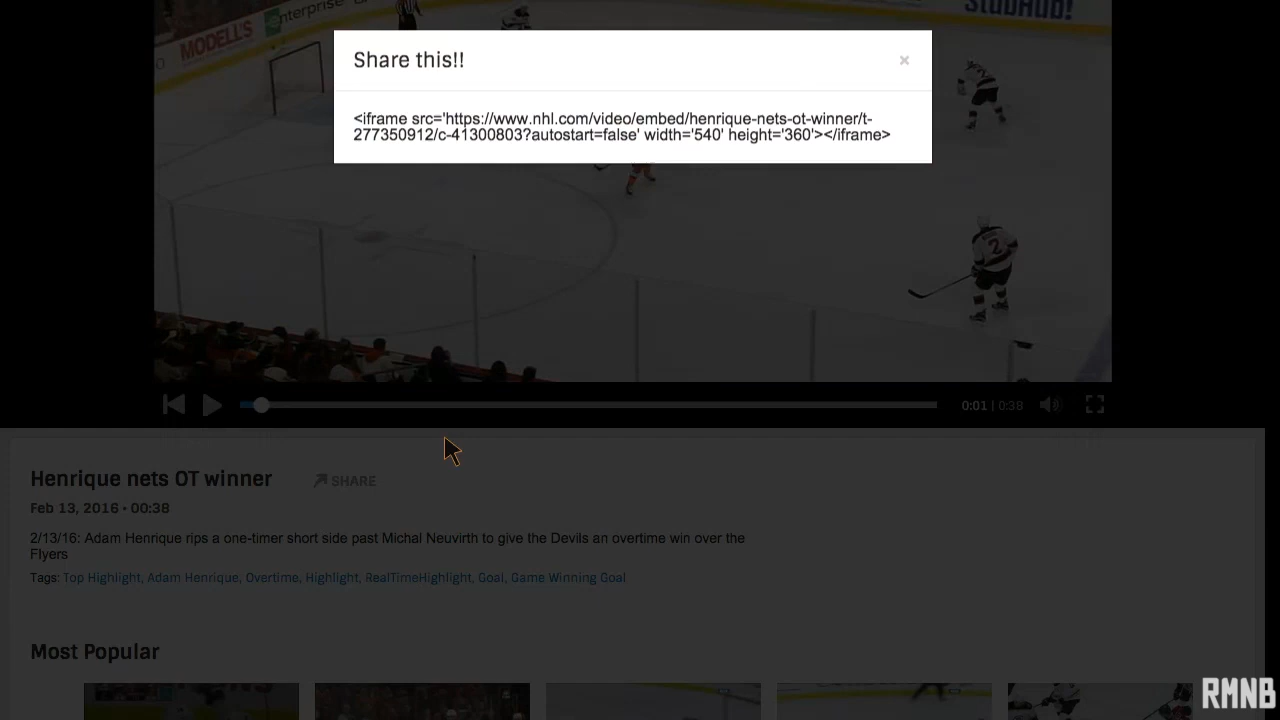 enterprise
StubHub!
MODELL'S
Share this!!
×
<iframe src='https://www.nhl.com/video/embed/henrique-nets-ot-winner/t-
277350912/c-41300803?autostart=false' width='540' height='360'></iframe>
2
0:01 | 0:38
Henrique nets OT winner
SHARE
Feb 13, 2016 • 00:38
2/13/16: Adam Henrique rips a one-timer short side past Michal Neuvirth to give the Devils an overtime win over the
Flyers
Tags: Top Highlight, Adam Henrique, Overtime, Highlight, RealTimeHighlight, Goal, Game Winning Goal
Most Popular
RMNB